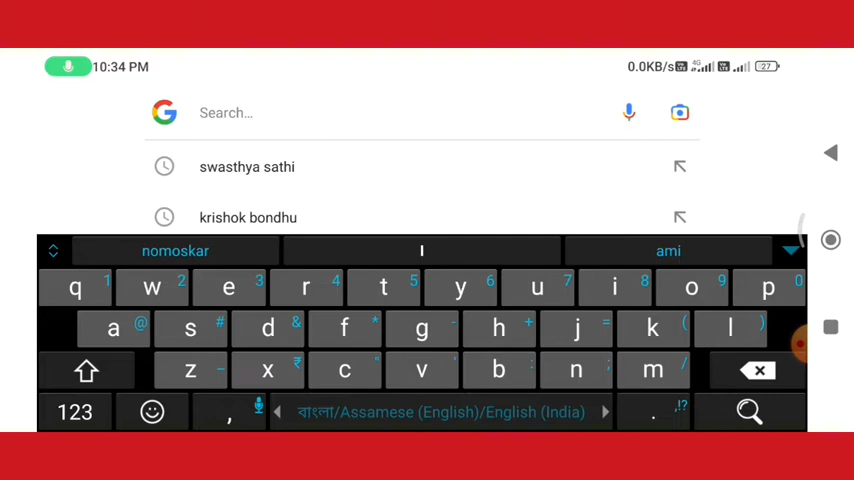 10:34 PM 0.0KB/s 4G 27
Search...
swasthya sathi
krishok bondhu
nomoskar I ami
q 1 w 2 e 3 r 4 t 5 y 6 u 7 i 8 o 9 p 0
a @ s # d & f * g - h + j = k ( l )
z _ x ₹ c " v ' b : n ; m /
123 , বাংলা/Assamese (English)/English (India) . ,!?